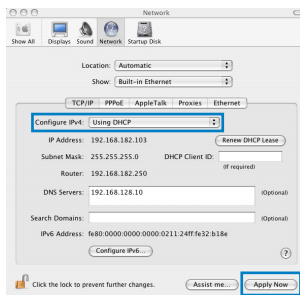 Network
Show All Displays Sound Network Startup Disk
Location: Automatic
Show: Built-in Ethernet
TCP/IP PPPoE AppleTalk Proxies Ethernet
Configure IPv4: Using DHCP
IP Address: 192.168.182.103 Renew DHCP Lease
Subnet Mask: 255.255.255.0 DHCP Client ID:
(If required)
Router: 192.168.182.250
DNS Servers: 192.168.128.10 (Optional)
Search Domains: (Optional)
IPv6 Address: fe80:0000:0000:0000:0211:24ff:fe32:b18e
Configure IPv6... ?
Click the lock to prevent further changes. Assist me... Apply Now